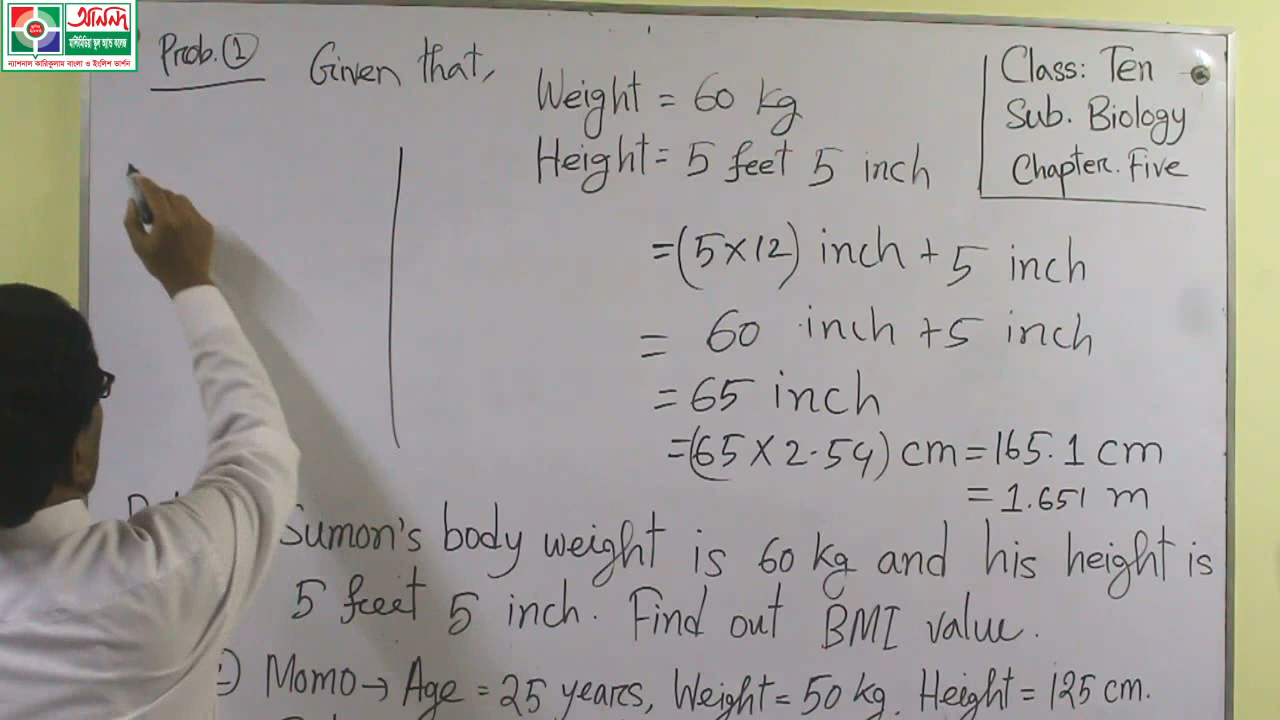 আনন্দ
মাল্টিমিডিয়া স্কুল অ্যান্ড কলেজ
ন্যাশনাল কারিকুলাম বাংলা ও ইংলিশ ভার্সন
Prob. ① Given that,
Weight = 60 kg
Height = 5 feet 5 inch
= (5×12) inch + 5 inch
= 60 inch + 5 inch
= 65 inch
= (65 × 2.54) cm = 165.1 cm
= 1.651 m
Class: Ten
Sub. Biology
Chapter. Five
Sumon's body weight is 60 kg and his height is
5 feet 5 inch. Find out BMI value.
Momo → Age = 25 years, Weight = 50 kg. Height = 125 cm.